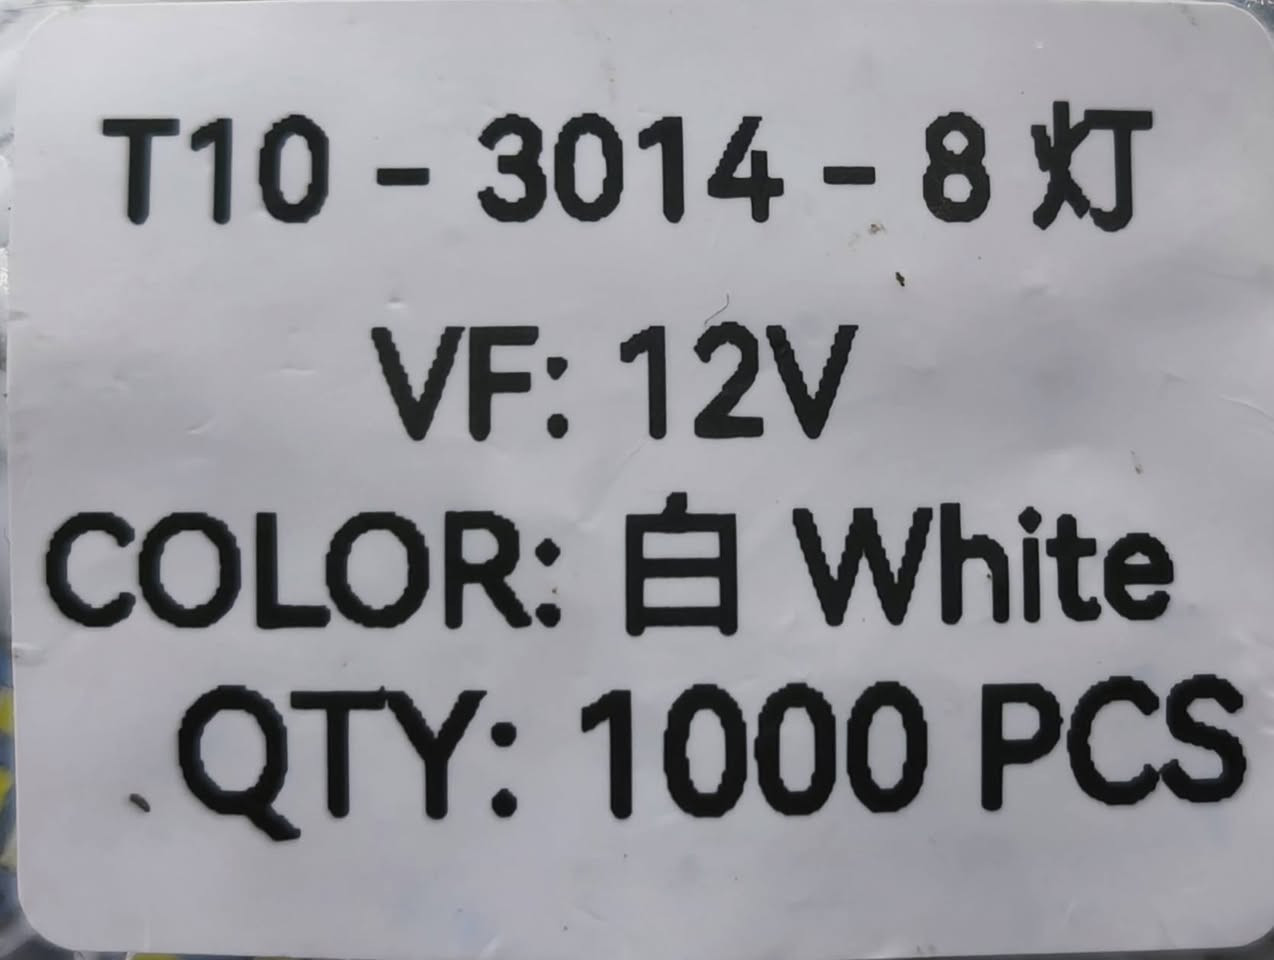 T10 - 3014 - 8 灯
VF: 12V
COLOR: 白 White
QTY: 1000 PCS